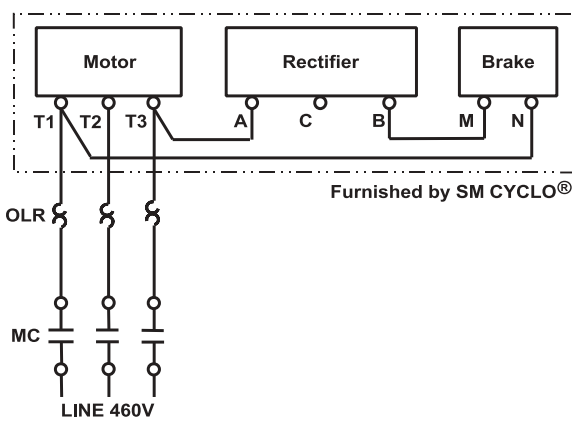 Motor Rectifier Brake
T1 T2 T3 A C B M N
Furnished by SM CYCLO®
OLR
MC
LINE 460V